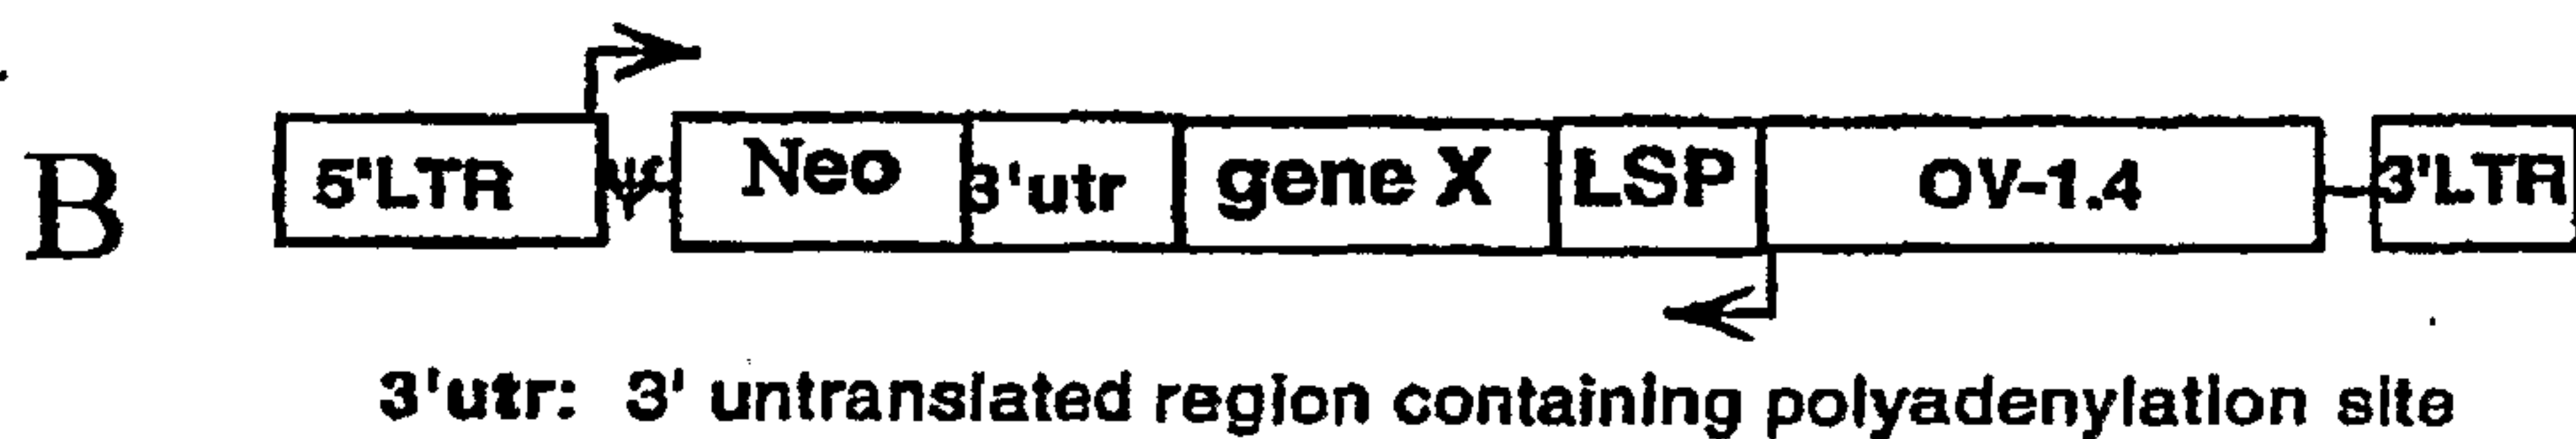 B 5'LTR ψ Neo 3'utr gene X LSP OV-1.4 3'LTR
3'utr: 3' untranslated region containing polyadenylation site